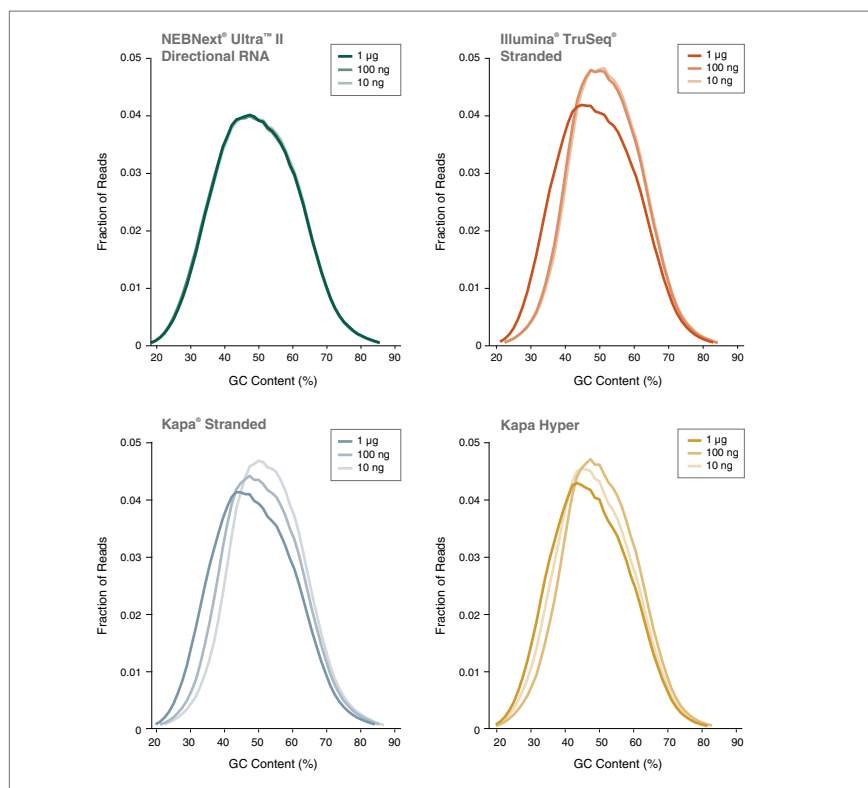 NEBNext® Ultra™ II
Directional RNA
1 µg
100 ng
10 ng
0.05
0.04
0.03
0.02
0.01
0
Fraction of Reads
20 30 40 50 60 70 80 90
GC Content (%)
Illumina® TruSeq®
Stranded
1 µg
100 ng
10 ng
0.05
0.04
0.03
0.02
0.01
0
Fraction of Reads
20 30 40 50 60 70 80 90
GC Content (%)
Kapa® Stranded
1 µg
100 ng
10 ng
0.05
0.04
0.03
0.02
0.01
0
Fraction of Reads
20 30 40 50 60 70 80 90
GC Content (%)
Kapa Hyper
1 µg
100 ng
10 ng
0.05
0.04
0.03
0.02
0.01
0
Fraction of Reads
20 30 40 50 60 70 80 90
GC Content (%)